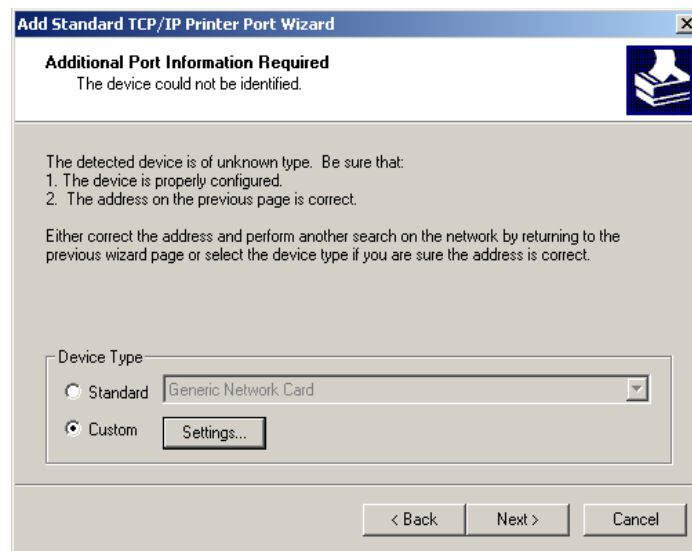 Add Standard TCP/IP Printer Port Wizard
Additional Port Information Required
The device could not be identified.
The detected device is of unknown type.  Be sure that:
1. The device is properly configured.
2.  The address on the previous page is correct.
Either correct the address and perform another search on the network by returning to the
previous wizard page or select the device type if you are sure the address is correct.
Device Type
Standard
Generic Network Card
Custom
Settings...
< Back
Next >
Cancel